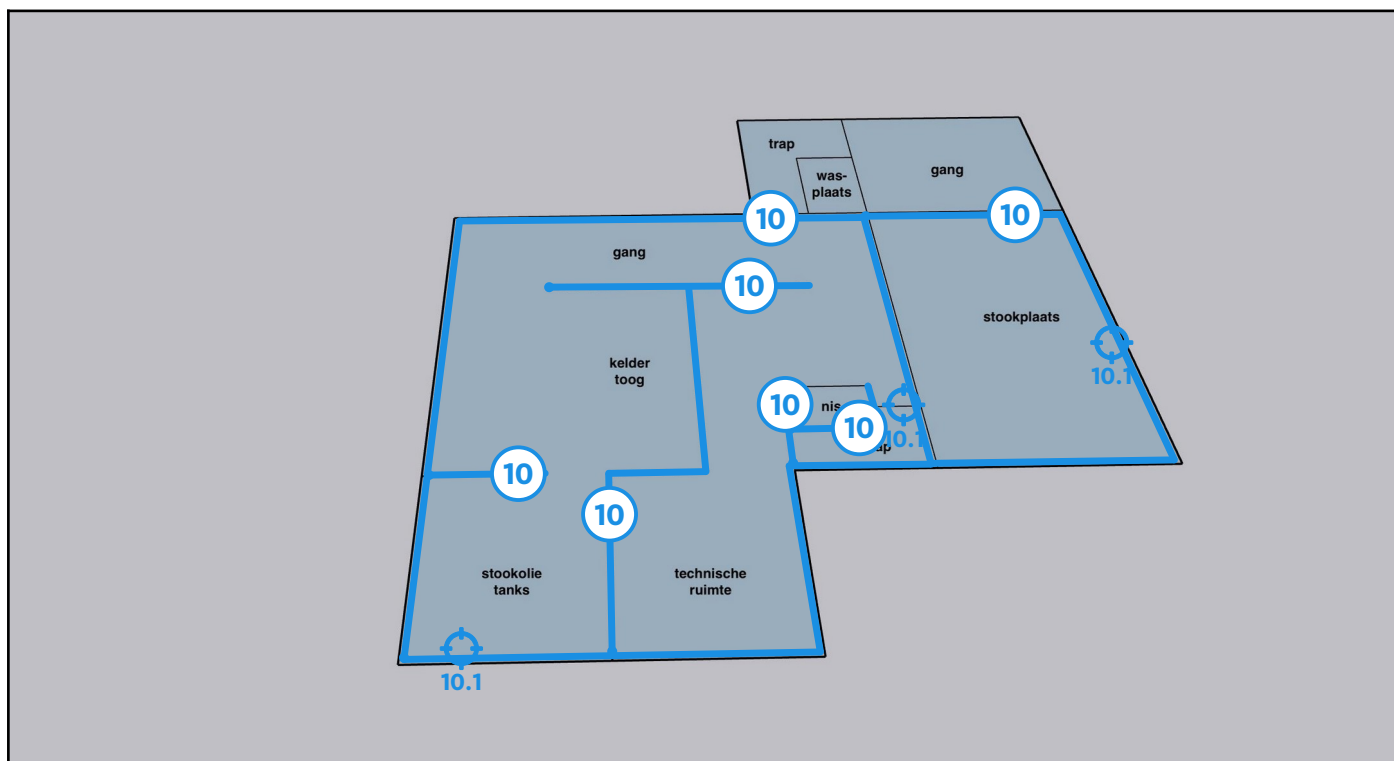 trap
was-
plaats
gang
10
10
gang
10
stookplaats
kelder
toog
10.1
10
nis
10
10.1
10
10
stookolie
tanks
technische
ruimte
10.1